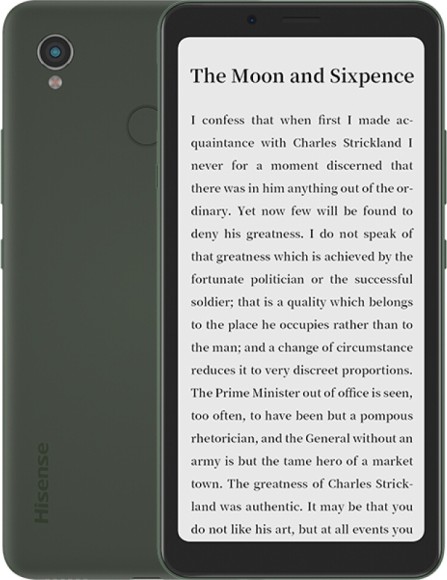 Hisense
The Moon and Sixpence
I confess that when first I made ac-
quaintance with Charles Strickland I
never for a moment discerned that
there was in him anything out of the or-
dinary. Yet now few will be found to
deny his greatness. I do not speak of
that greatness which is achieved by the
fortunate politician or the successful
soldier; that is a quality which belongs
to the place he occupies rather than to
the man; and a change of circumstance
reduces it to very discreet proportions.
The Prime Minister out of office is seen,
too often, to have been but a pompous
rhetorician, and the General without an
army is but the tame hero of a market
town. The greatness of Charles Strick-
land was authentic. It may be that you
do not like his art, but at all events you